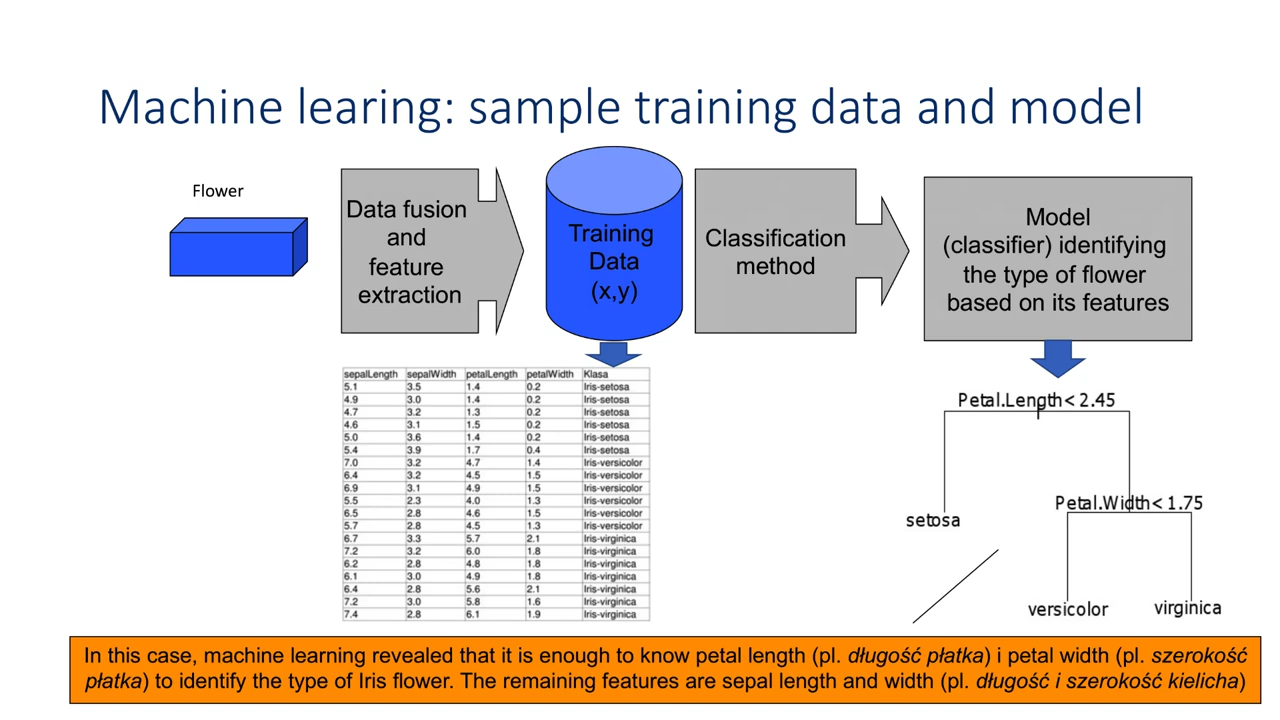 Machine learing: sample training data and model
Flower
Data fusion
and
feature
extraction
Training
Data
(x,y)
Classification
method
Model
(classifier) identifying
the type of flower
based on its features
sepalLength sepalWidth petalLength petalWidth Klasa
5.1 3.5 1.4 0.2 Iris-setosa
4.9 3.0 1.4 0.2 Iris-setosa
4.7 3.2 1.3 0.2 Iris-setosa
4.6 3.1 1.5 0.2 Iris-setosa
5.0 3.6 1.4 0.2 Iris-setosa
5.4 3.9 1.7 0.4 Iris-setosa
7.0 3.2 4.7 1.4 Iris-versicolor
6.4 3.2 4.5 1.5 Iris-versicolor
6.9 3.1 4.9 1.5 Iris-versicolor
5.5 2.3 4.0 1.3 Iris-versicolor
6.5 2.8 4.6 1.5 Iris-versicolor
5.7 2.8 4.5 1.3 Iris-versicolor
6.7 3.3 5.7 2.1 Iris-virginica
7.2 3.2 6.0 1.8 Iris-virginica
6.2 2.8 4.8 1.8 Iris-virginica
6.1 3.0 4.9 1.8 Iris-virginica
6.4 2.8 5.6 2.1 Iris-virginica
7.2 3.0 5.8 1.6 Iris-virginica
7.4 2.8 6.1 1.9 Iris-virginica
Petal.Length< 2.45
Petal.Width< 1.75
setosa
versicolor
virginica
In this case, machine learning revealed that it is enough to know petal length (pl. długość płatka) i petal width (pl. szerokość
płatka) to identify the type of Iris flower. The remaining features are sepal length and width (pl. długość i szerokość kielicha)